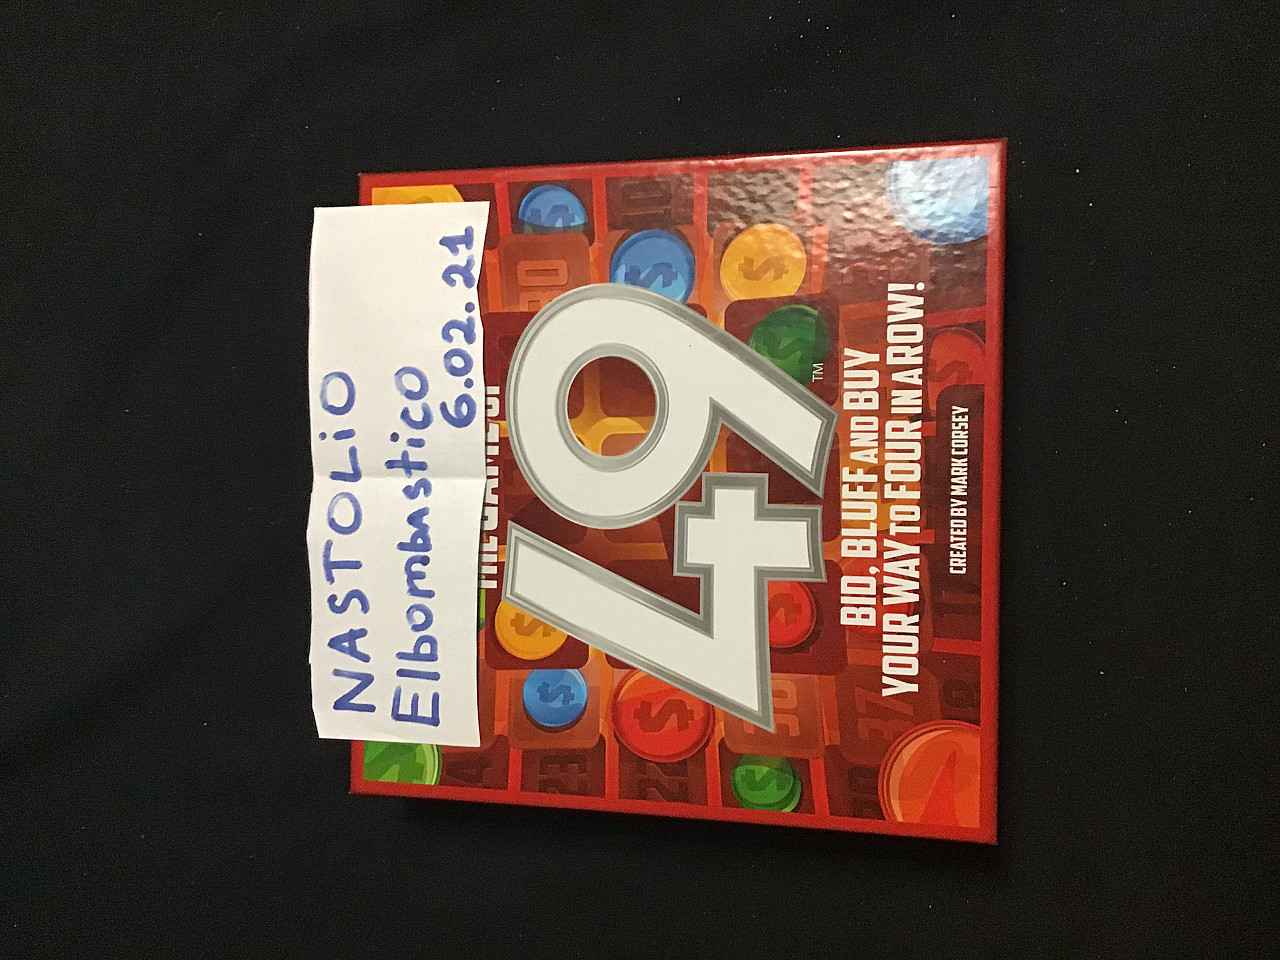 NASTOLiO
Elbombastico
6.02.21
THE GAME OF
49
TM
BID, BLUFF AND BUY
YOUR WAY TO FOUR IN A ROW!
CREATED BY MARK CORSEY